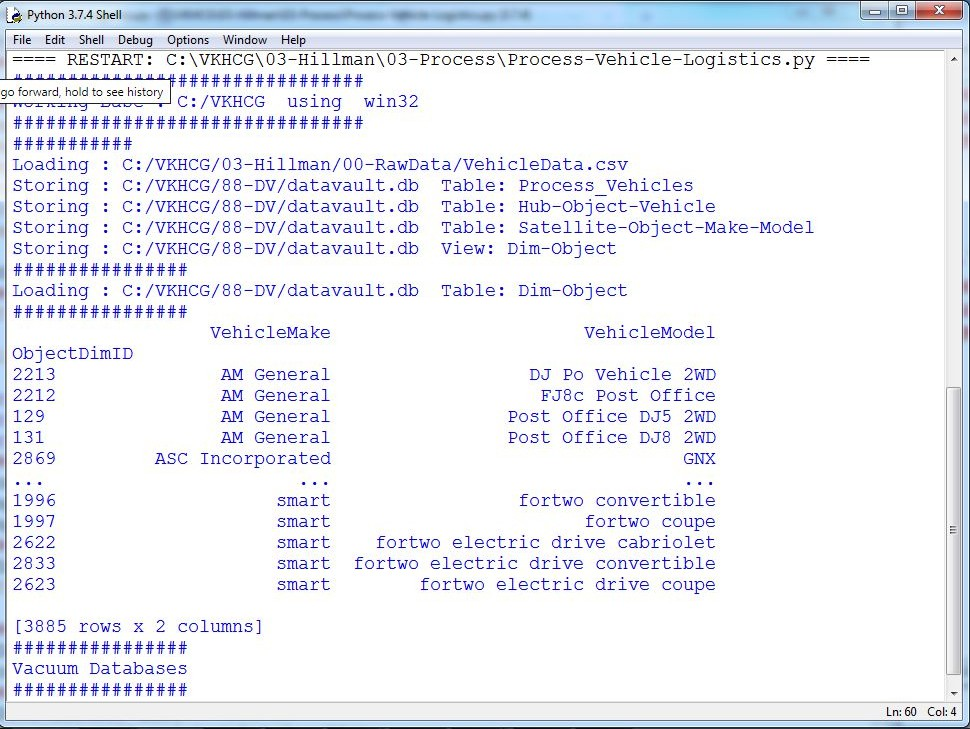 Python 3.7.4 Shell
File Edit Shell Debug Options Window Help
==== RESTART: C:\VKHCG\03-Hillman\03-Process\Process-Vehicle-Logistics.py ====
################################
go forward, hold to see history
Working Base : C:/VKHCG  using  win32
################################
###########
Loading : C:/VKHCG/03-Hillman/00-RawData/VehicleData.csv
Storing : C:/VKHCG/88-DV/datavault.db  Table: Process_Vehicles
Storing : C:/VKHCG/88-DV/datavault.db  Table: Hub-Object-Vehicle
Storing : C:/VKHCG/88-DV/datavault.db  Table: Satellite-Object-Make-Model
Storing : C:/VKHCG/88-DV/datavault.db  View: Dim-Object
################
Loading : C:/VKHCG/88-DV/datavault.db  Table: Dim-Object
################
VehicleMake VehicleModel
ObjectDimID
2213 AM General DJ Po Vehicle 2WD
2212 AM General FJ8c Post Office
129 AM General Post Office DJ5 2WD
131 AM General Post Office DJ8 2WD
2869 ASC Incorporated GNX
... ... ...
1996 smart fortwo convertible
1997 smart fortwo coupe
2622 smart fortwo electric drive cabriolet
2833 smart fortwo electric drive convertible
2623 smart fortwo electric drive coupe
[3885 rows x 2 columns]
################
Vacuum Databases
################
Ln: 60 Col: 4